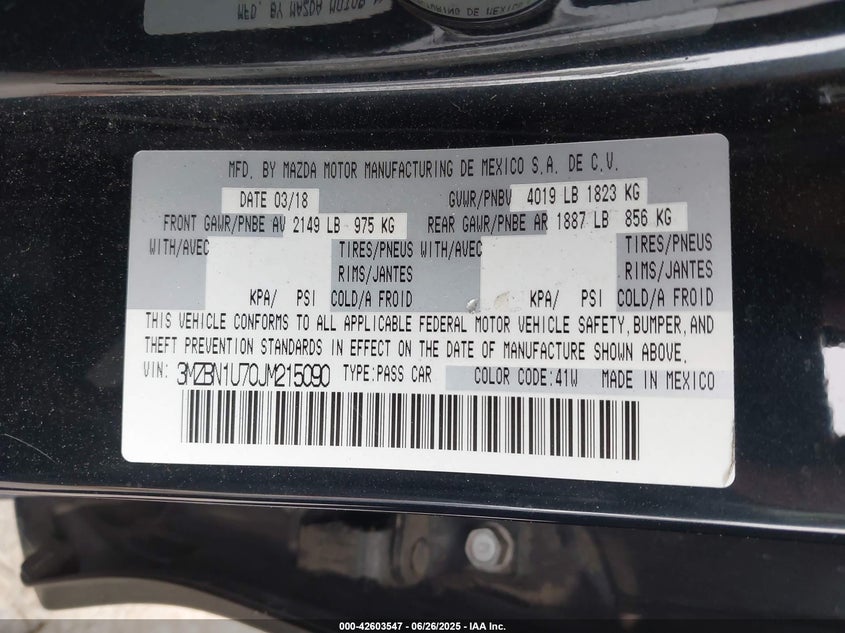 MFD. BY MAZDA MOTOR
MFD. BY MAZDA MOTOR MANUFACTURING DE MEXICO S.A. DE C.V.
DATE 03/18 GVWR/PNBV 4019 LB 1823 KG
FRONT GAWR/PNBE AV 2149 LB 975 KG REAR GAWR/PNBE AR 1887 LB 856 KG
WITH/AVEC TIRES/PNEUS WITH/AVEC TIRES/PNEUS
RIMS/JANTES RIMS/JANTES
KPA/ PSI COLD/A FROID KPA/ PSI COLD/A FROID
THIS VEHICLE CONFORMS TO ALL APPLICABLE FEDERAL MOTOR VEHICLE SAFETY, BUMPER, AND
THEFT PREVENTION STANDARDS IN EFFECT ON THE DATE OF MANUFACTURE SHOWN ABOVE.
VIN: 3MZBN1U70JM215090 TYPE:PASS CAR COLOR CODE:41W MADE IN MEXICO
000-42603547 - 06/26/2025 - IAA Inc.